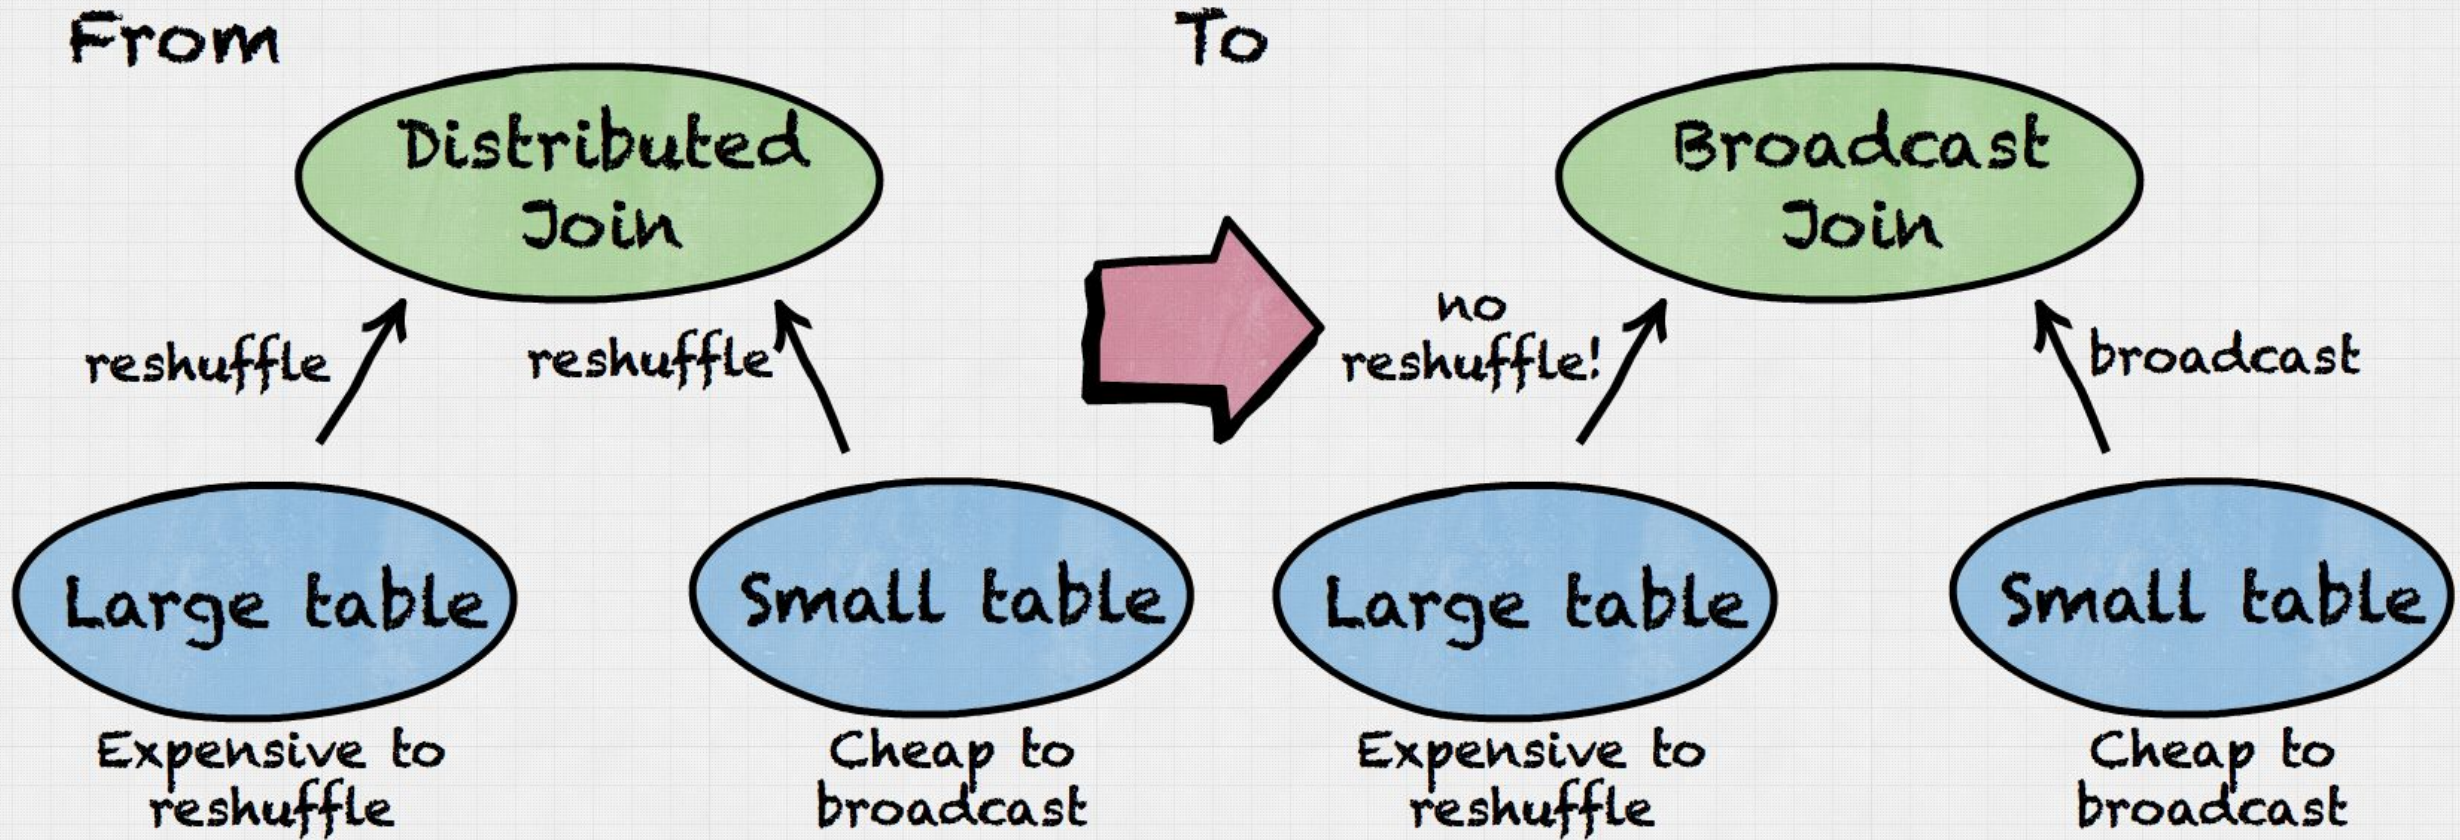 From
Distributed
Join
reshuffle
reshuffle
Large table
Expensive to
reshuffle
Small table
Cheap to
broadcast
To
Broadcast
Join
no
reshuffle!
broadcast
Large table
Expensive to
reshuffle
Small table
Cheap to
broadcast